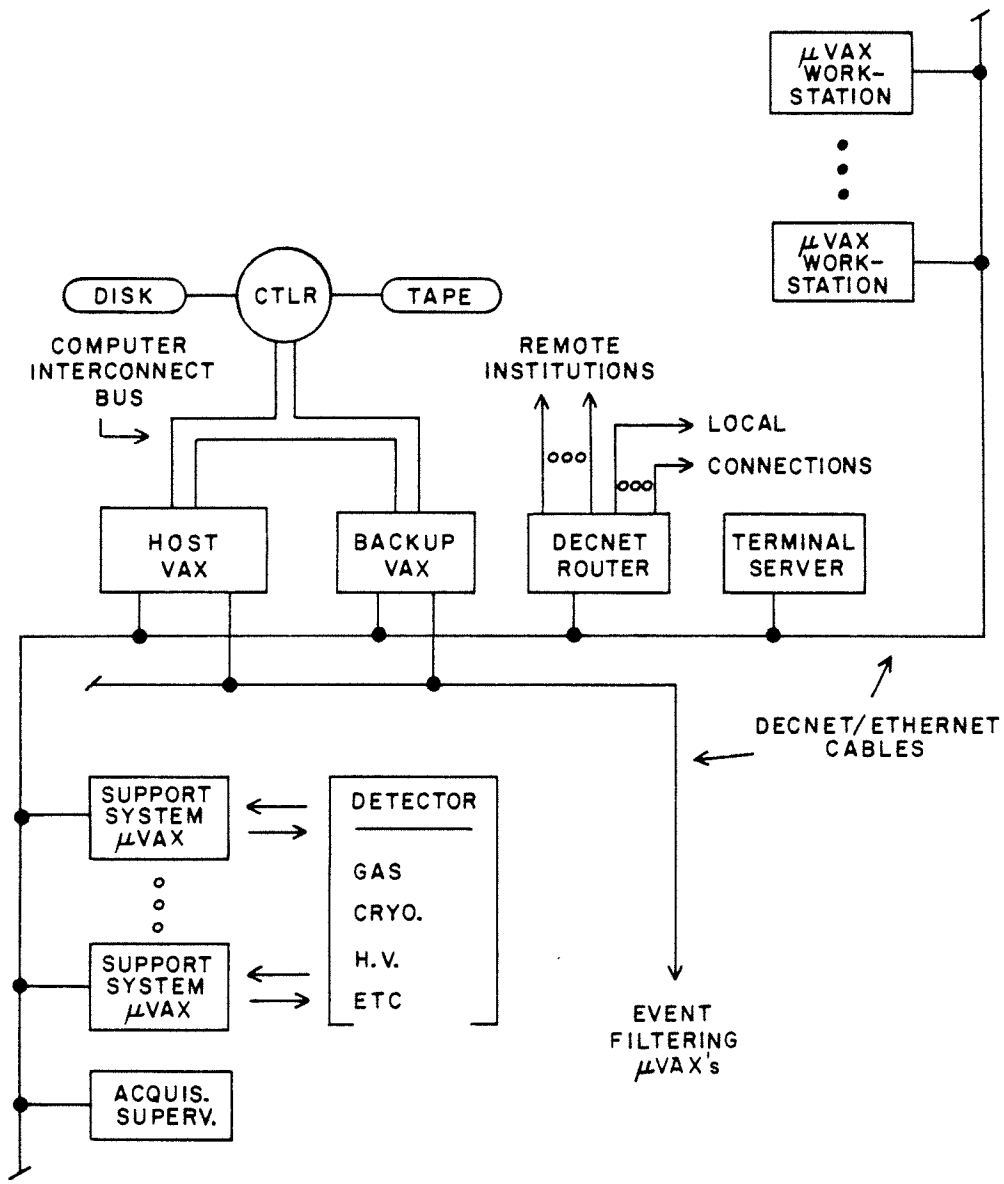 µVAX
WORK-
STATION
µVAX
WORK-
STATION
DISK
CTLR
TAPE
COMPUTER
INTERCONNECT
BUS
REMOTE
INSTITUTIONS
LOCAL
CONNECTIONS
HOST
VAX
BACKUP
VAX
DECNET
ROUTER
TERMINAL
SERVER
DECNET/ETHERNET
CABLES
SUPPORT
SYSTEM
µVAX
DETECTOR
GAS
CRYO.
H.V.
ETC
SUPPORT
SYSTEM
µVAX
EVENT
FILTERING
µVAX's
ACQUIS.
SUPERV.